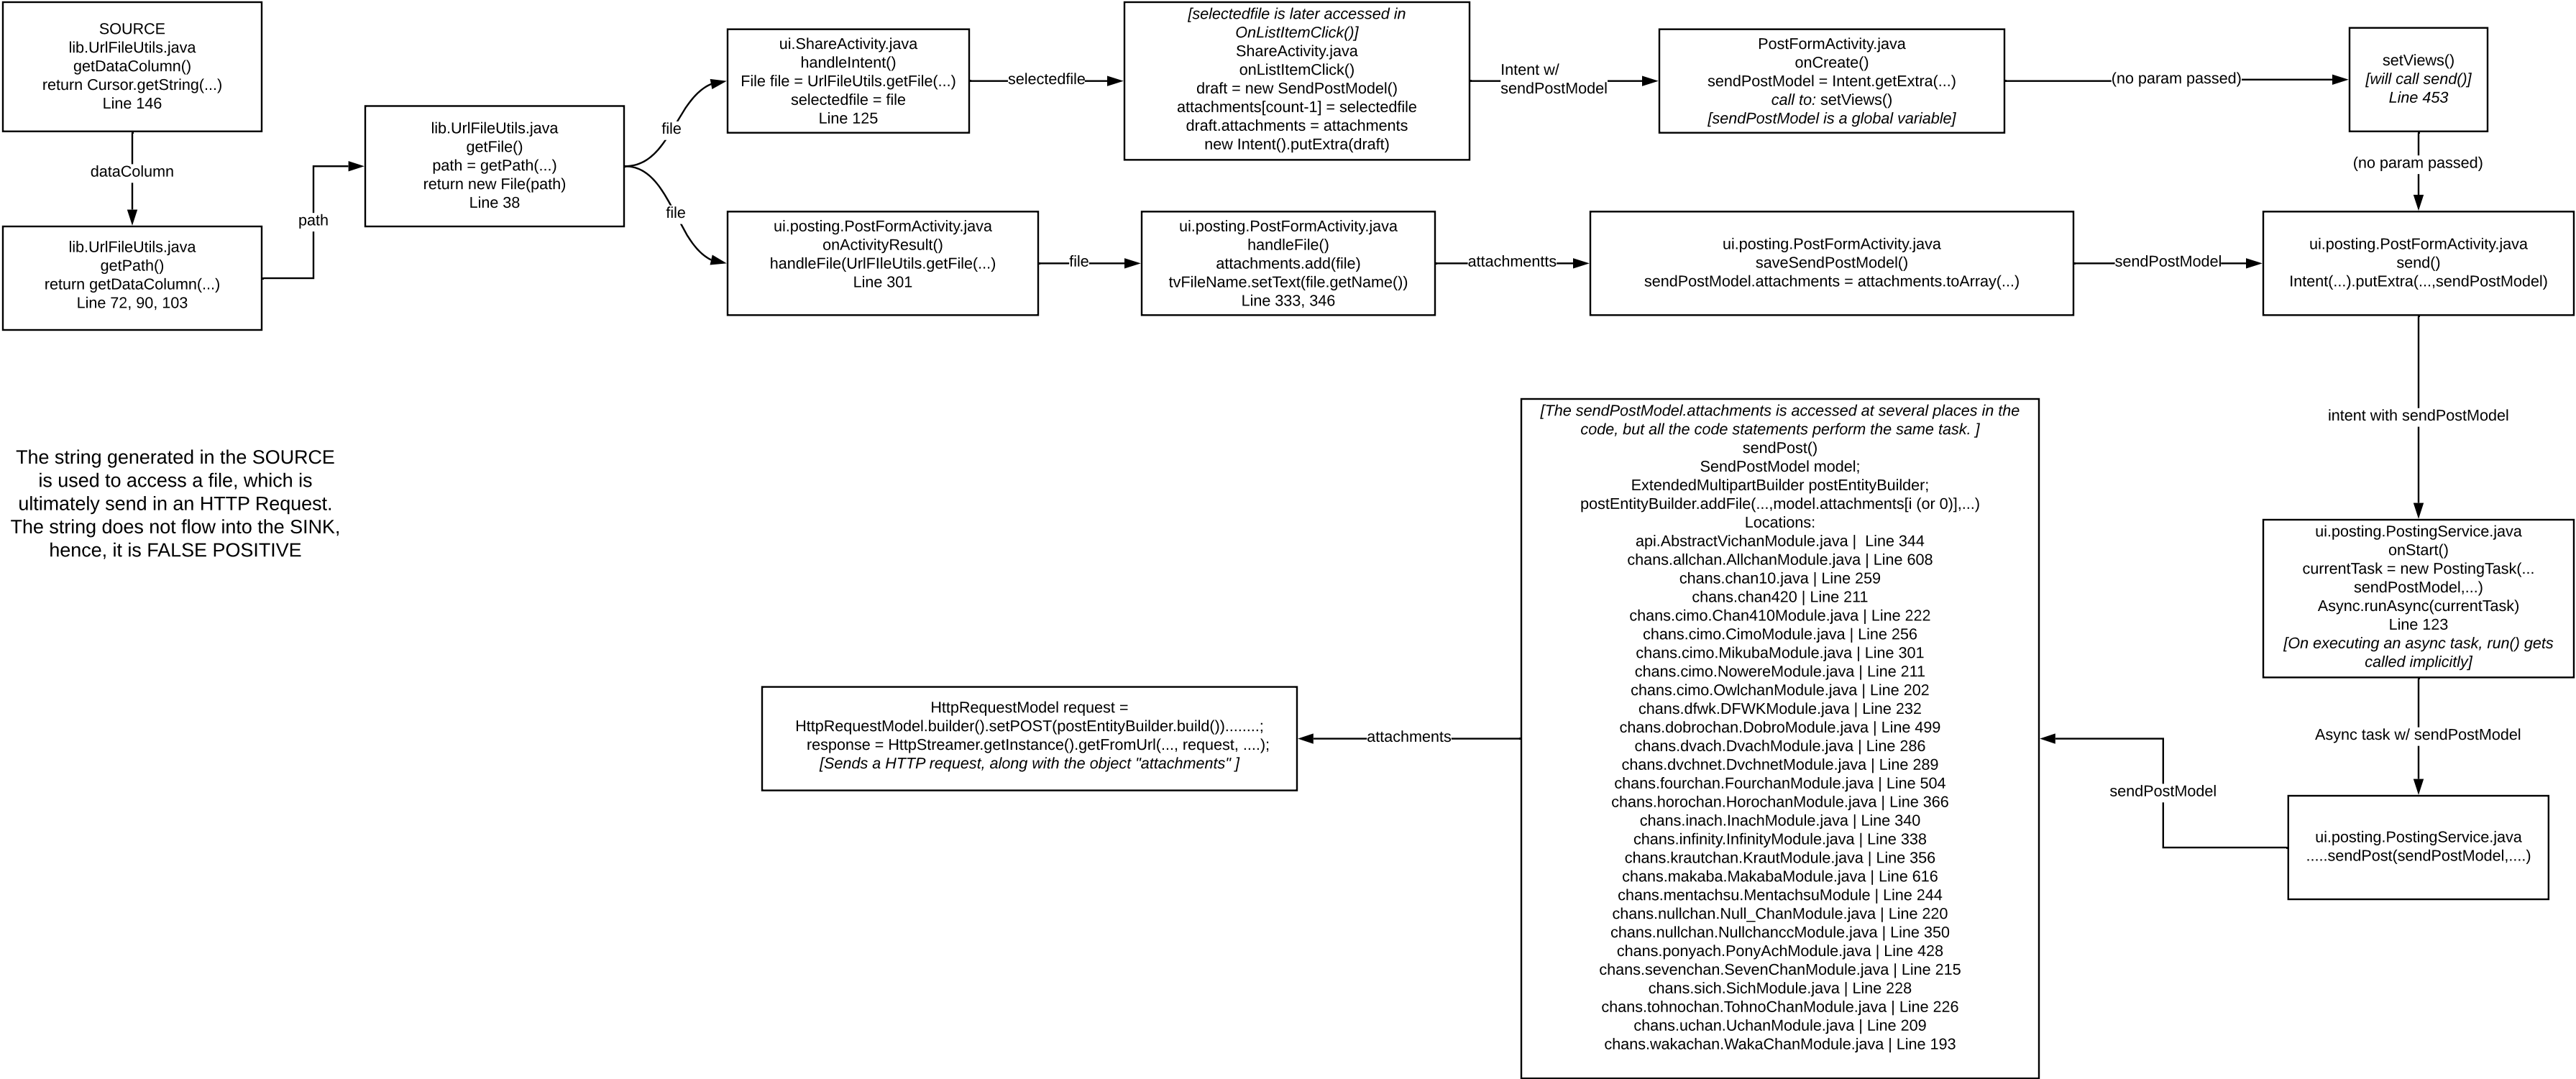 SOURCE
lib.UrlFileUtils.java
getDataColumn()
return Cursor.getString(...)
Line 146
dataColumn
lib.UrlFileUtils.java
getPath()
return getDataColumn(...)
Line 72, 90, 103
path
lib.UrlFileUtils.java
getFile()
path = getPath(...)
return new File(path)
Line 38
file
file
ui.ShareActivity.java
handleIntent()
File file = UrlFileUtils.getFile(...)
selectedfile = file
Line 125
selectedfile
[selectedfile is later accessed in
OnListItemClick()]
ShareActivity.java
onListItemClick()
draft = new SendPostModel()
attachments[count-1] = selectedfile
draft.attachments = attachments
new Intent().putExtra(draft)
Intent w/
sendPostModel
PostFormActivity.java
onCreate()
sendPostModel = Intent.getExtra(...)
call to: setViews()
[sendPostModel is a global variable]
(no param passed)
setViews()
[will call send()]
Line 453
(no param passed)
ui.posting.PostFormActivity.java
onActivityResult()
handleFile(UrlFIleUtils.getFile(...)
Line 301
file
ui.posting.PostFormActivity.java
handleFile()
attachments.add(file)
tvFileName.setText(file.getName())
Line 333, 346
attachmentts
ui.posting.PostFormActivity.java
saveSendPostModel()
sendPostModel.attachments = attachments.toArray(...)
sendPostModel
ui.posting.PostFormActivity.java
send()
Intent(...).putExtra(...,sendPostModel)
intent with sendPostModel
ui.posting.PostingService.java
onStart()
currentTask = new PostingTask(...
sendPostModel,...)
Async.runAsync(currentTask)
Line 123
[On executing an async task, run() gets
called implicitly]
Async task w/ sendPostModel
ui.posting.PostingService.java
.....sendPost(sendPostModel,....)
sendPostModel
[The sendPostModel.attachments is accessed at several places in the
code, but all the code statements perform the same task. ]
sendPost()
SendPostModel model;
ExtendedMultipartBuilder postEntityBuilder;
postEntityBuilder.addFile(...,model.attachments[i (or 0)],...)
Locations:
api.AbstractVichanModule.java |  Line 344
chans.allchan.AllchanModule.java | Line 608
chans.chan10.java | Line 259
chans.chan420 | Line 211
chans.cimo.Chan410Module.java | Line 222
chans.cimo.CimoModule.java | Line 256
chans.cimo.MikubaModule.java | Line 301
chans.cimo.NowereModule.java | Line 211
chans.cimo.OwlchanModule.java | Line 202
chans.dfwk.DFWKModule.java | Line 232
chans.dobrochan.DobroModule.java | Line 499
chans.dvach.DvachModule.java | Line 286
chans.dvchnet.DvchnetModule.java | Line 289
chans.fourchan.FourchanModule.java | Line 504
chans.horochan.HorochanModule.java | Line 366
chans.inach.InachModule.java | Line 340
chans.infinity.InfinityModule.java | Line 338
chans.krautchan.KrautModule.java | Line 356
chans.makaba.MakabaModule.java | Line 616
chans.mentachsu.MentachsuModule | Line 244
chans.nullchan.Null_ChanModule.java | Line 220
chans.nullchan.NullchanccModule.java | Line 350
chans.ponyach.PonyAchModule.java | Line 428
chans.sevenchan.SevenChanModule.java | Line 215
chans.sich.SichModule.java | Line 228
chans.tohnochan.TohnoChanModule.java | Line 226
chans.uchan.UchanModule.java | Line 209
chans.wakachan.WakaChanModule.java | Line 193
attachments
HttpRequestModel request =
HttpRequestModel.builder().setPOST(postEntityBuilder.build())........;
response = HttpStreamer.getInstance().getFromUrl(..., request, ....);
[Sends a HTTP request, along with the object "attachments" ]
The string generated in the SOURCE
is used to access a file, which is
ultimately send in an HTTP Request.
The string does not flow into the SINK,
hence, it is FALSE POSITIVE